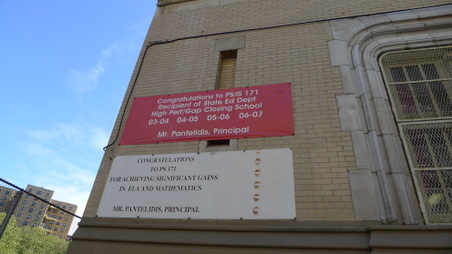 Congratulations to PS/IS 171
Recipient of State Ed Dept
High Perf/Gap Closing School
03-04 04-05 05-06 06-07
Mr. Pantelidis, Principal
CONGRATULATIONS
TO PS 171
FOR ACHIEVING SIGNIFICANT GAINS
IN ELA AND MATHEMATICS
MR. PANTELIDIS, PRINCIPAL